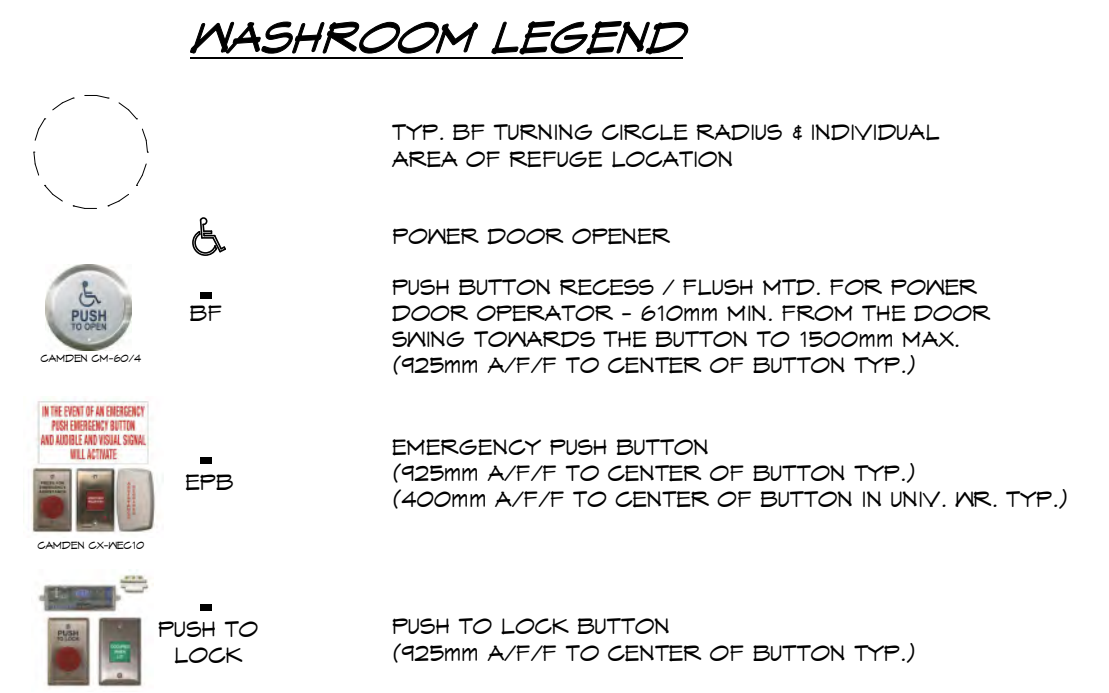 WASHROOM LEGEND
TYP. BF TURNING CIRCLE RADIUS & INDIVIDUAL
AREA OF REFUGE LOCATION
POWER DOOR OPENER
PUSH
TO OPEN
CAMDEN CM-60/4
BF
PUSH BUTTON RECESS / FLUSH MTD. FOR POWER
DOOR OPERATOR - 610mm MIN. FROM THE DOOR
SWING TOWARDS THE BUTTON TO 1500mm MAX.
(925mm A/F/F TO CENTER OF BUTTON TYP.)
IN THE EVENT OF AN EMERGENCY
PUSH EMERGENCY BUTTON
AND AUDIBLE AND VISUAL SIGNAL
WILL ACTIVATE
PRESS FOR
EMERGENCY
ASSISTANCE
CAMDEN CX-WEC10
EPB
EMERGENCY PUSH BUTTON
(925mm A/F/F TO CENTER OF BUTTON TYP.)
(400mm A/F/F TO CENTER OF BUTTON IN UNIV. WR. TYP.)
PUSH
TO LOCK
PUSH TO
LOCK
PUSH TO LOCK BUTTON
(925mm A/F/F TO CENTER OF BUTTON TYP.)